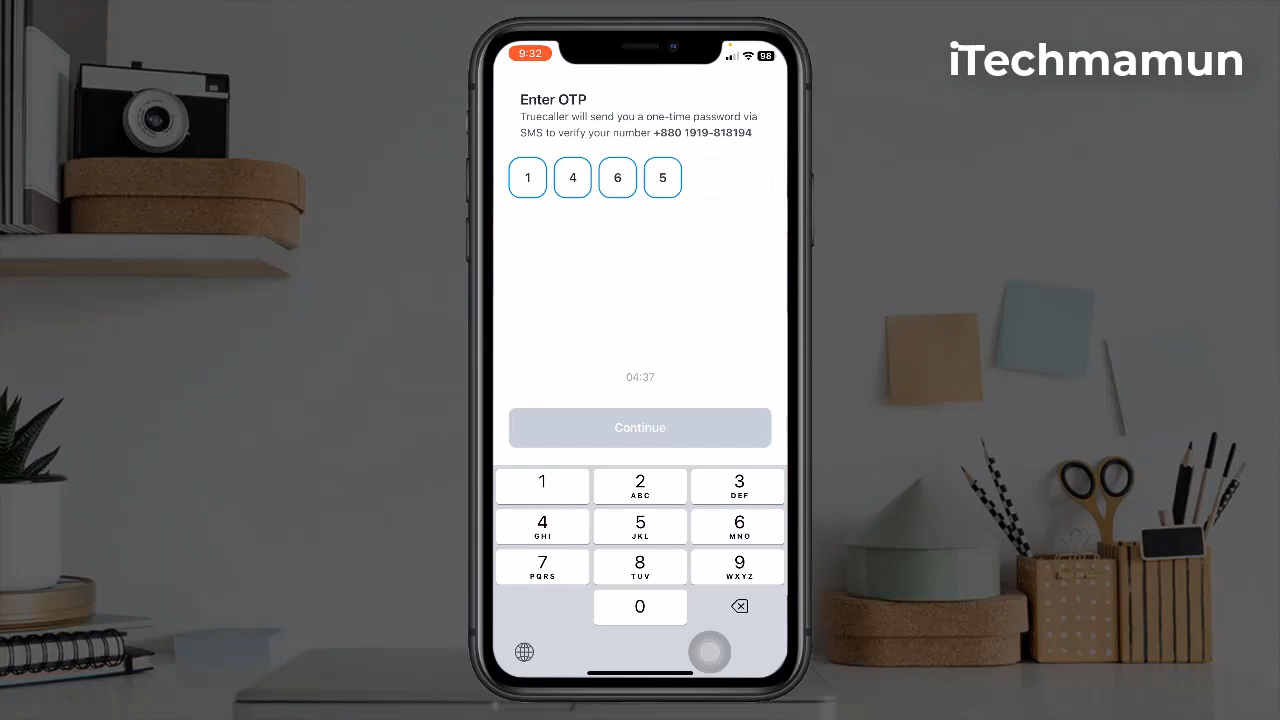 iTechmamun
9:32
98
Enter OTP
Truecaller will send you a one-time password via
SMS to verify your number +880 1919-818194
1 4 6 5
04:37
Continue
1 2 3
ABC DEF
4 5 6
GHI JKL MNO
7 8 9
PQRS TUV WXYZ
0